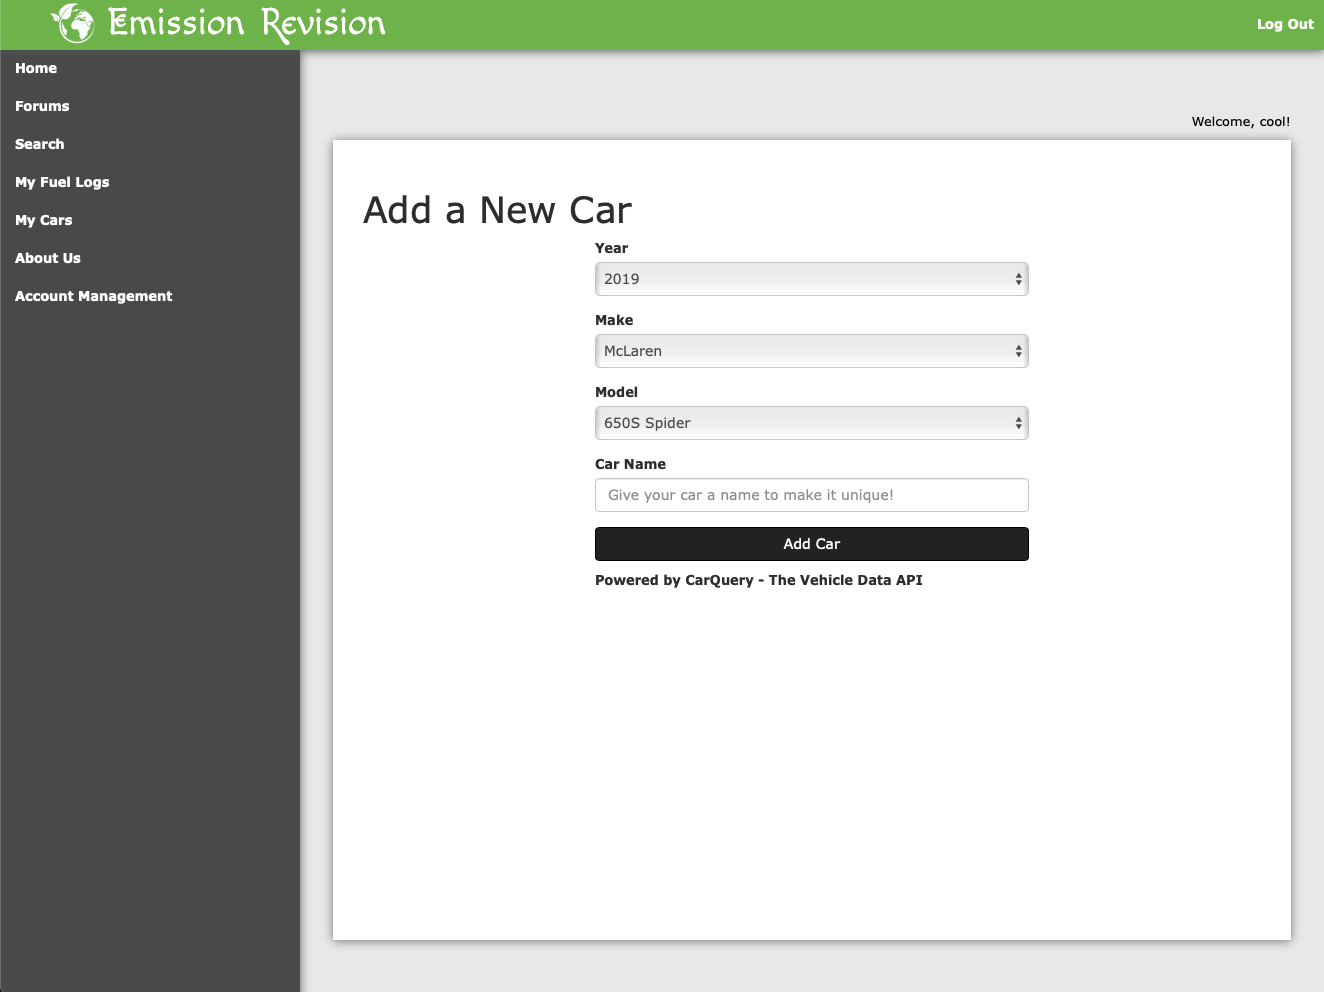 Emission Revision
Log Out
Home
Forums
Search
My Fuel Logs
My Cars
About Us
Account Management
Welcome, cool!
Add a New Car
Year
2019
Make
McLaren
Model
650S Spider
Car Name
Give your car a name to make it unique!
Add Car
Powered by CarQuery - The Vehicle Data API